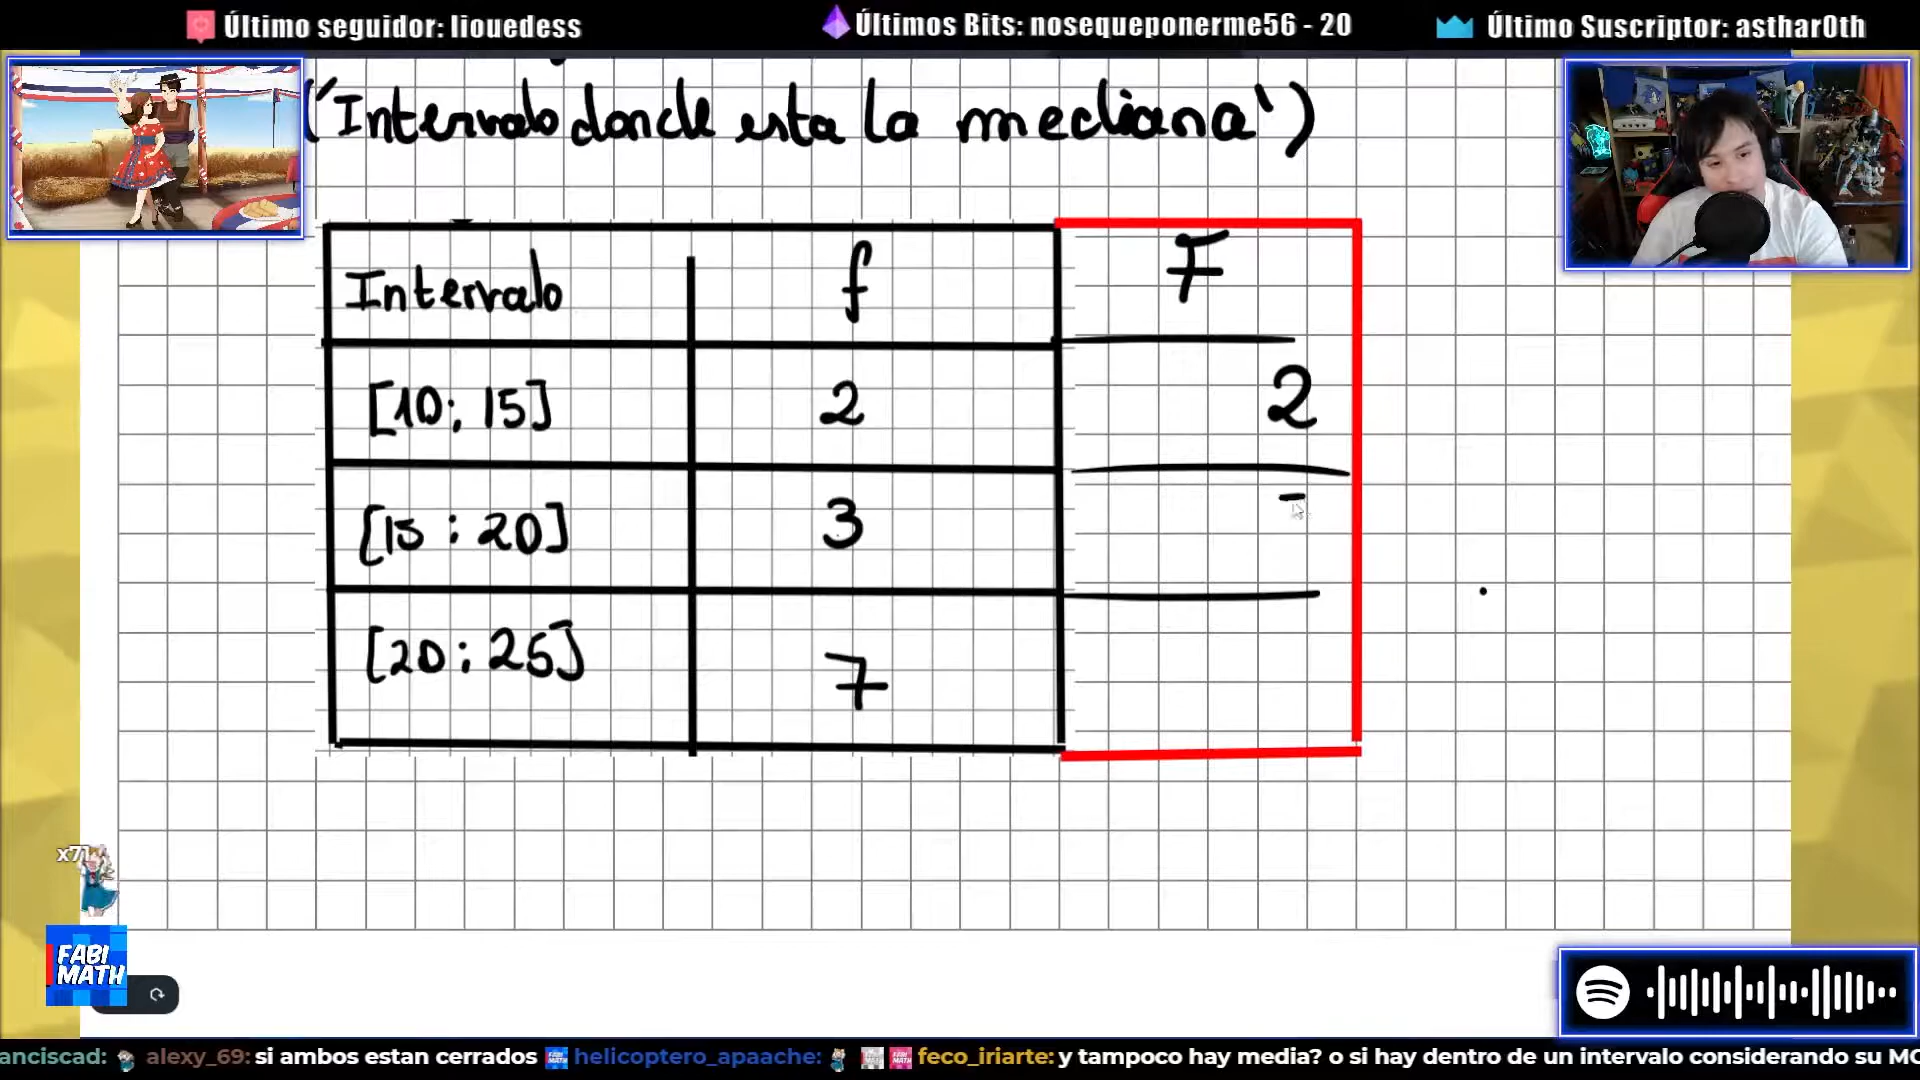 Último seguidor: liouedess
Últimos Bits: nosequeponerme56 - 20
Último Suscriptor: asthar0th
('Intervalo donde esta la mediana')
Intervalo f F
[10; 15] 2 2
[15 : 20] 3
[20 : 25] 7
x71
FABI
MATH
anciscad: alexy_69: si ambos estan cerrados helicoptero_apaache: feco_iriarte: y tampoco hay media? o si hay dentro de un intervalo considerando su MC